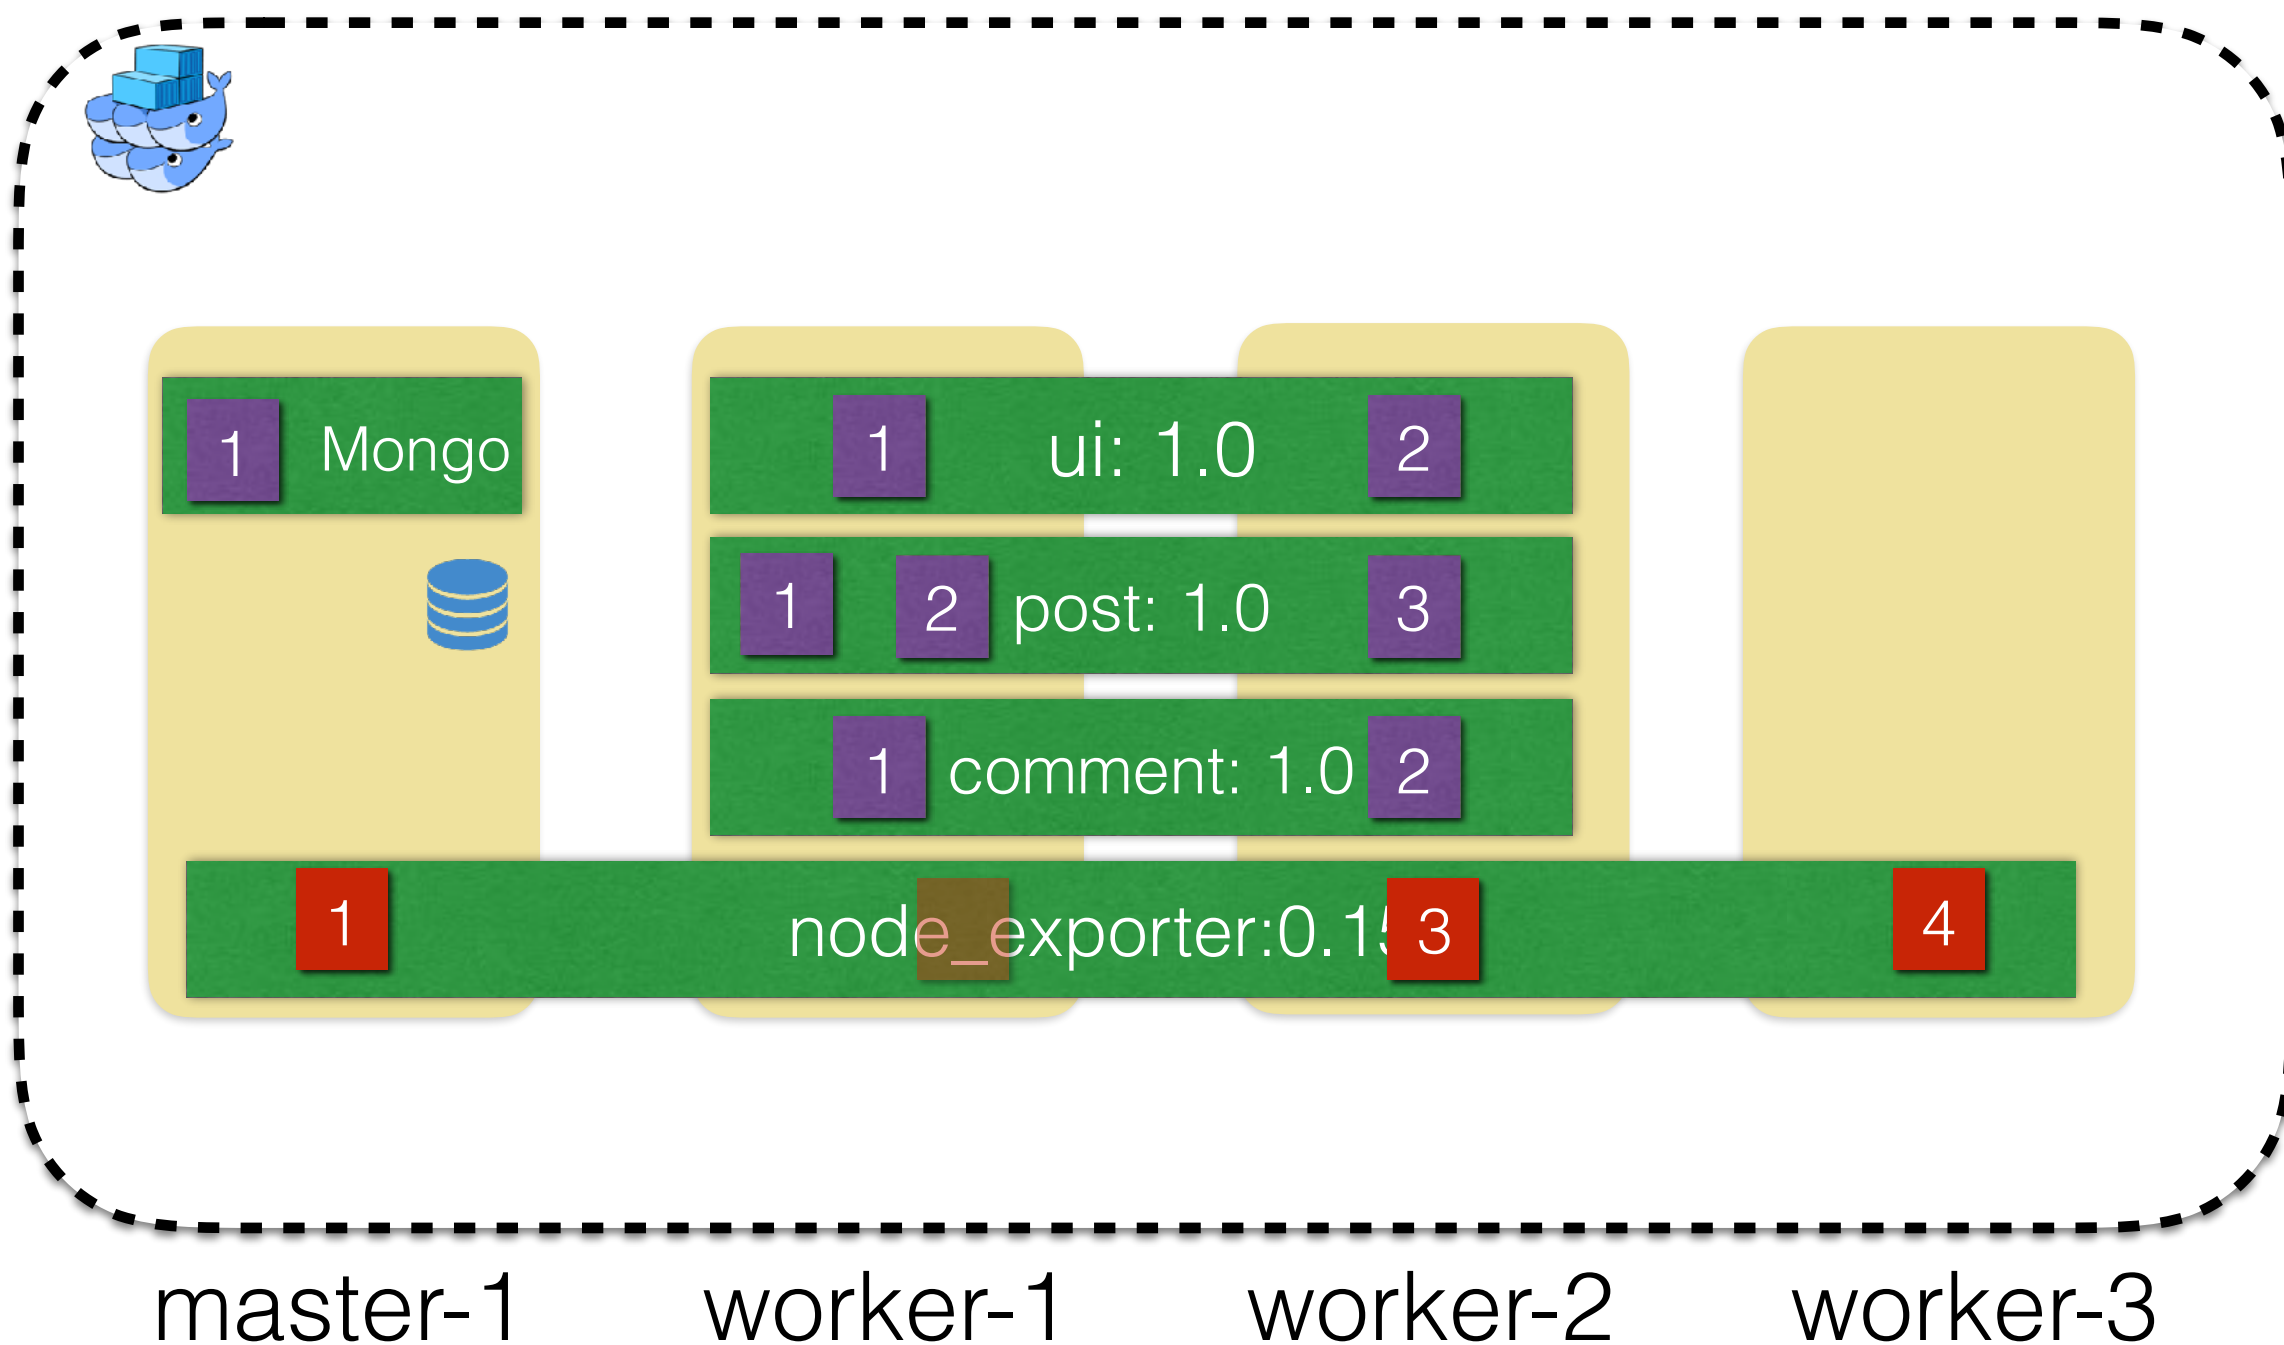 1 Mongo
1 ui: 1.0 2
1 2 post: 1.0 3
1 comment: 1.0 2
1 node_exporter:0.15 3 4
master-1 worker-1 worker-2 worker-3